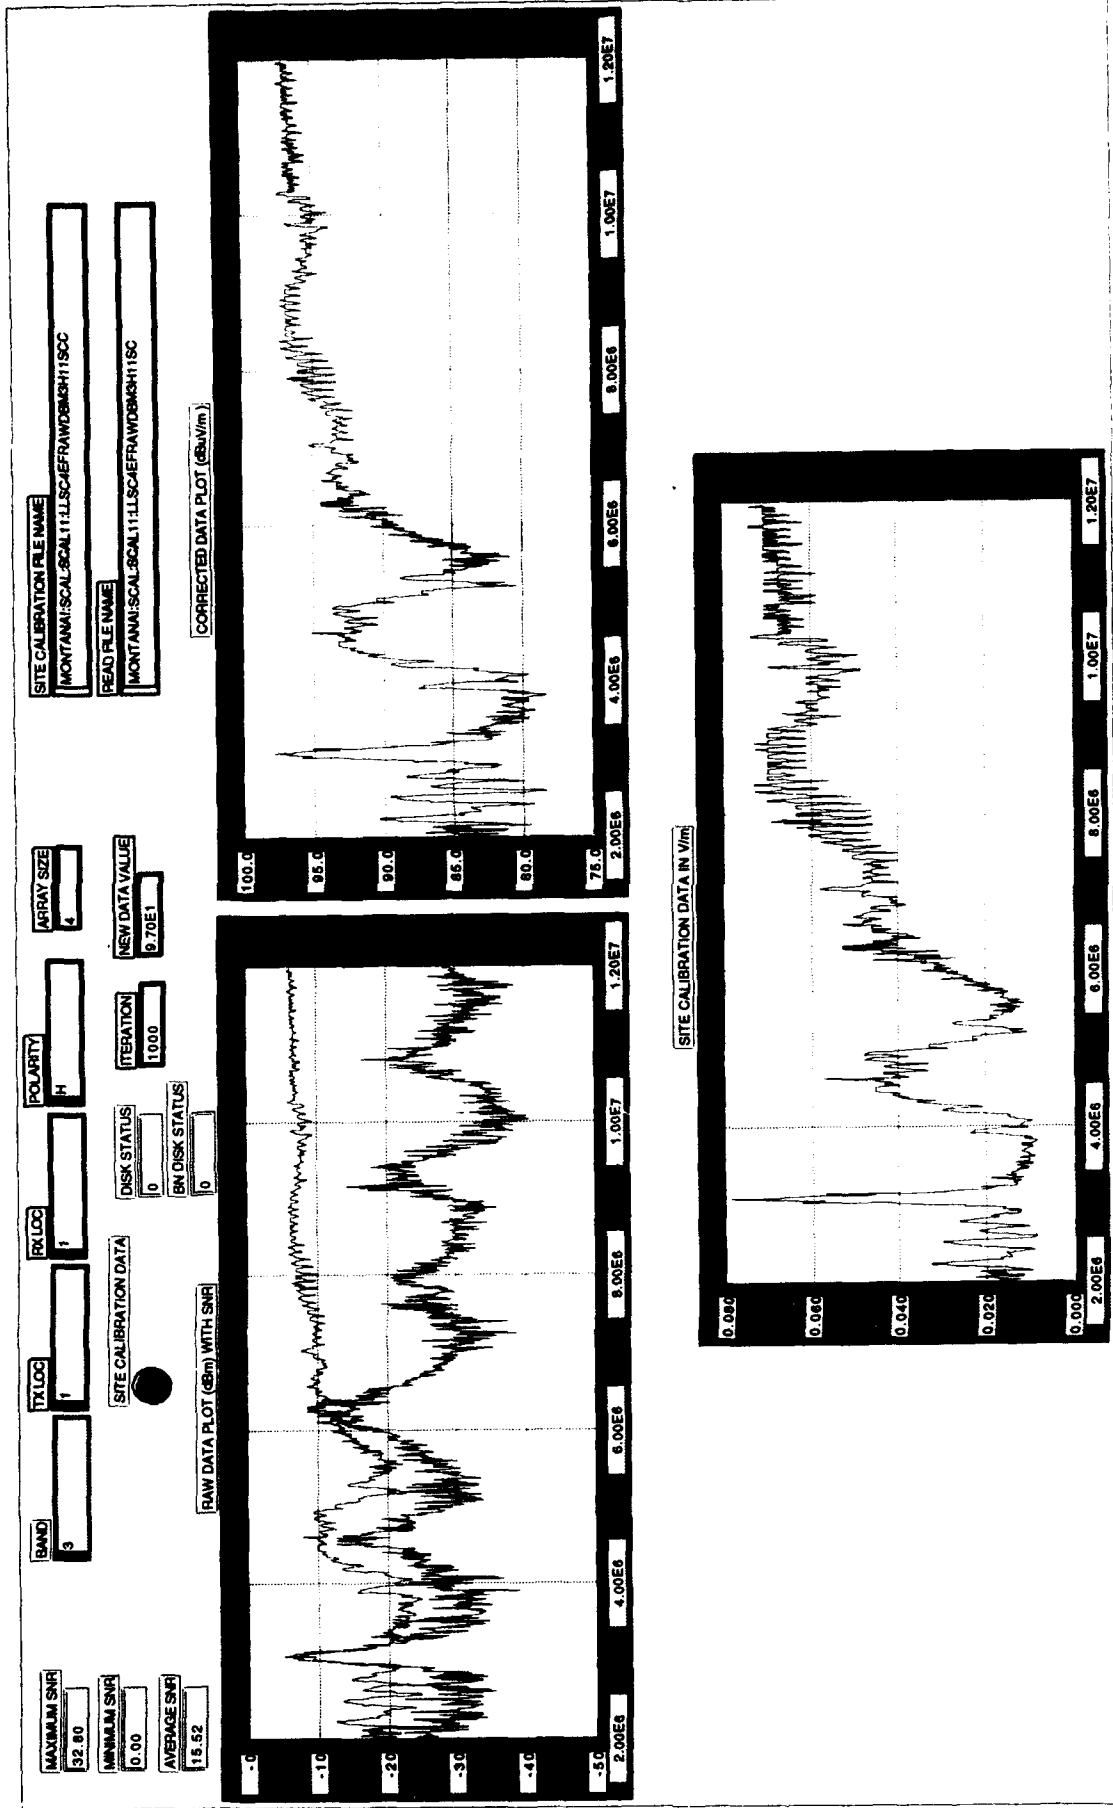 MAXIMUM SNR
32.80
MINIMUM SNR
0.00
AVERAGE SNR
15.52
BAND
3
TX LOC
1
RX LOC
1
POLARITY
H
ARRAY SIZE
4
SITE CALIBRATION DATA
DISK STATUS
0
BN DISK STATUS
0
ITERATION
1000
NEW DATA VALUE
9.70E1
SITE CALIBRATION FILE NAME
MONTANAI:SCAL:SCAL11:LLSC4EFRAWDBM3H11SCC
READ FILE NAME
MONTANAI:SCAL:SCAL11:LLSC4EFRAWDBM3H11SC
RAW DATA PLOT (dBm) WITH SNR
-0
-10
-20
-30
-40
-50
2.00E6 4.00E6 6.00E6 8.00E6 1.00E7 1.20E7
CORRECTED DATA PLOT (dBuV/m )
100.0
95.0
90.0
85.0
80.0
75.0
2.00E6 4.00E6 6.00E6 8.00E6 1.00E7 1.20E7
SITE CALIBRATION DATA IN V/m
0.080
0.060
0.040
0.020
0.000
2.00E6 4.00E6 6.00E6 8.00E6 1.00E7 1.20E7